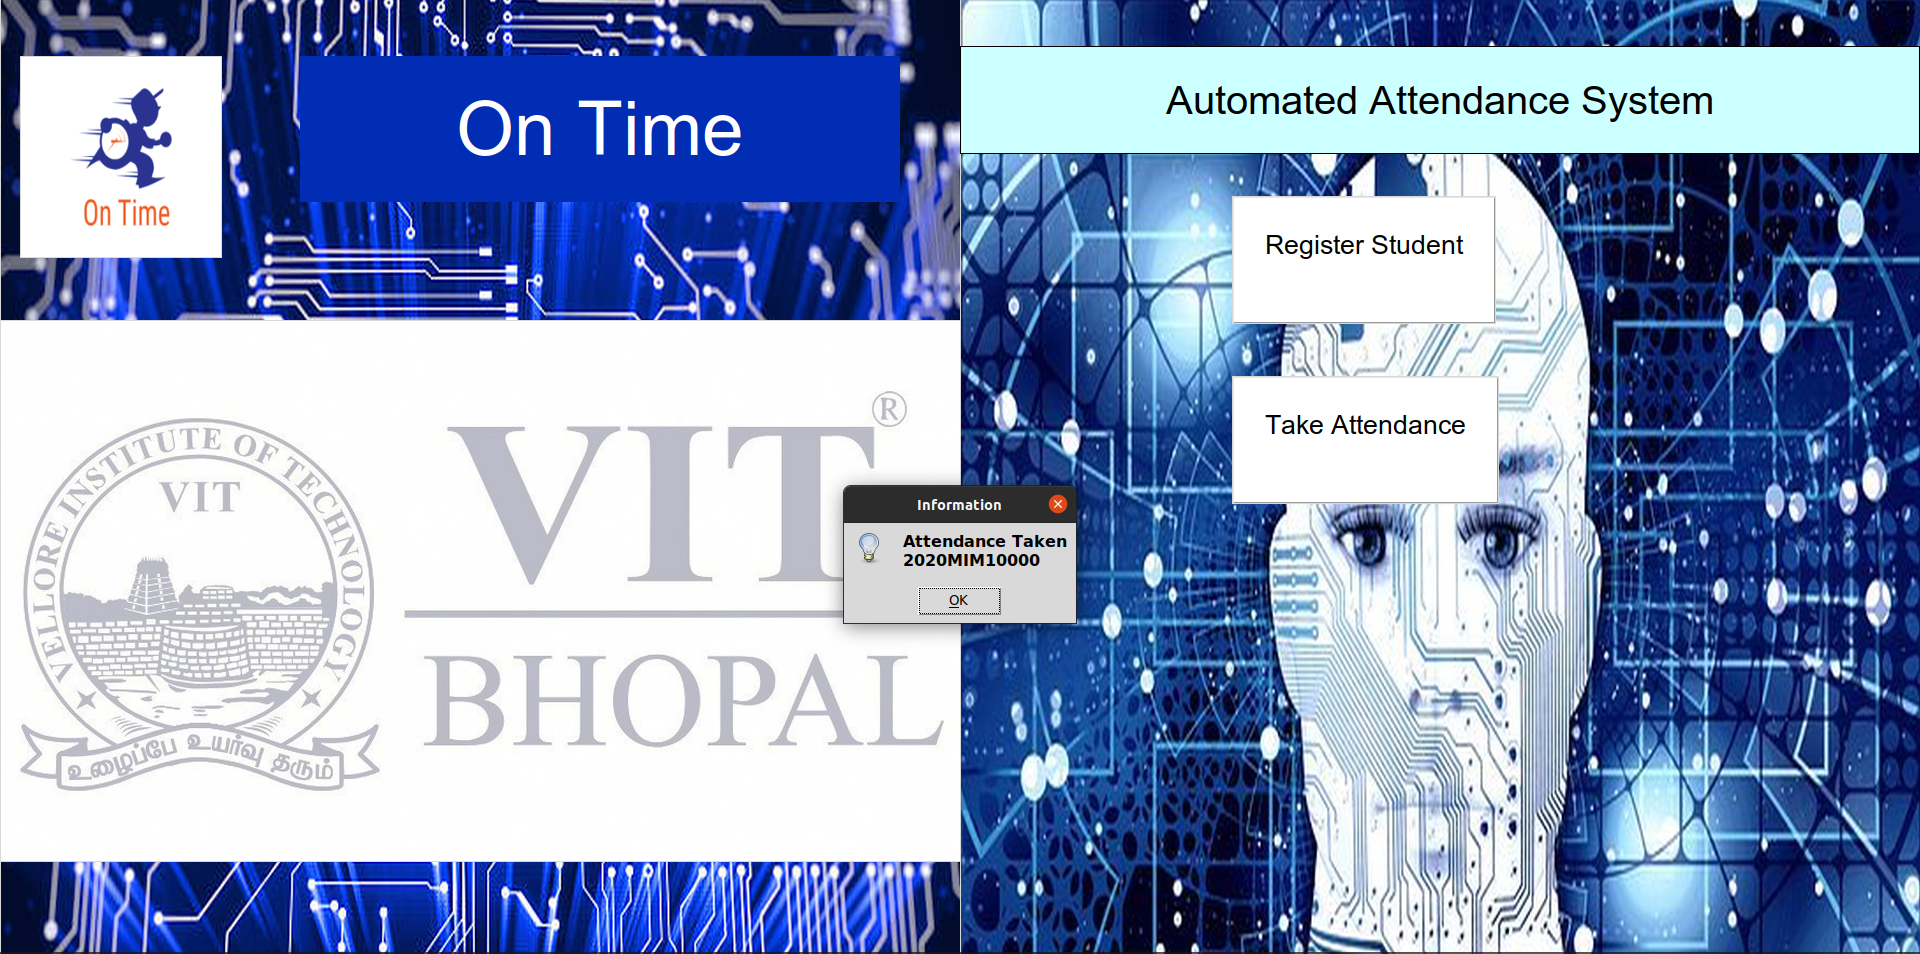 On Time
On Time
VELLORE INSTITUTE OF TECHNOLOGY
VIT
உழைப்பே உயர்வு தரும்
VIT®
BHOPAL
Automated Attendance System
Register Student
Take Attendance
Information
Attendance Taken
2020MIM10000
OK